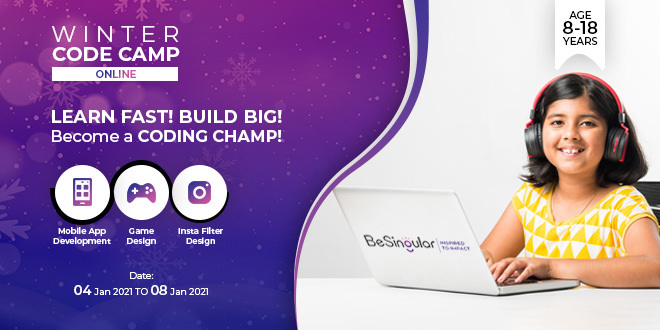 WINTER
CODE CAMP
ONLINE
LEARN FAST! BUILD BIG!
Become a CODING CHAMP!
Mobile App
Development
Game
Design
Insta Filter
Design
Date:
04 Jan 2021 TO 08 Jan 2021
AGE
8-18
YEARS
BeSingular
INSPIRED
TO IMPACT